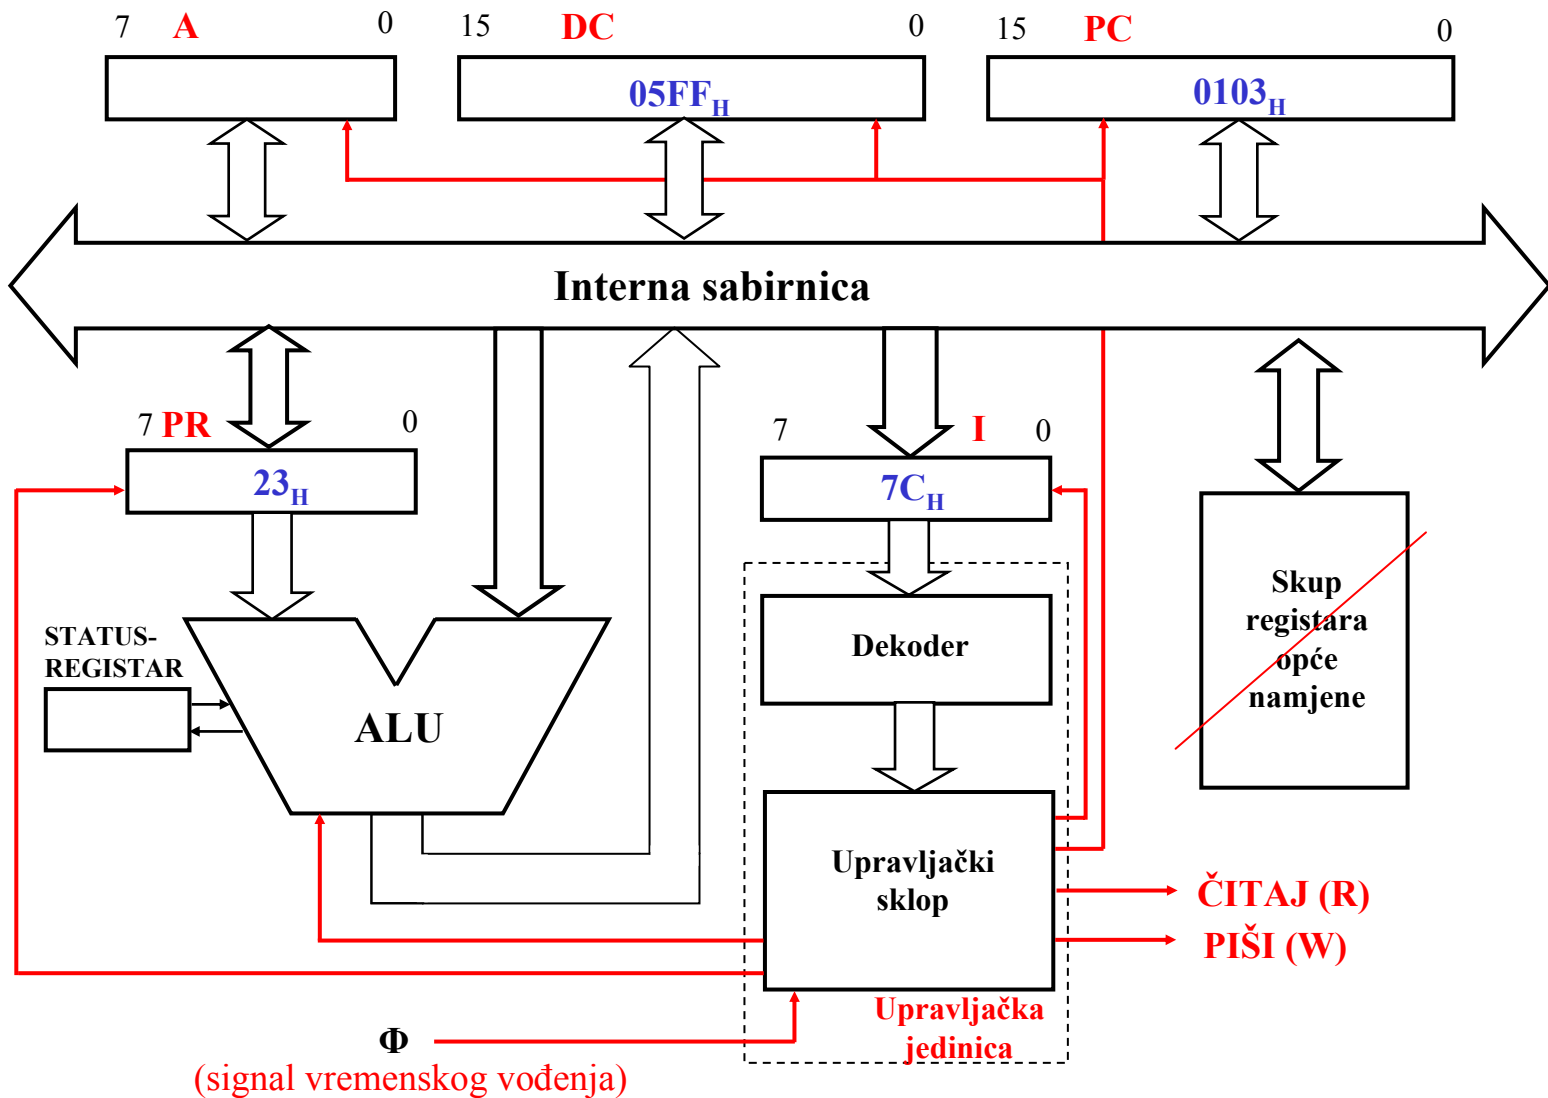 7 A 0
15 DC 0
15 PC 0
05FFH
0103H
Interna sabirnica
7 PR 0
7 I 0
23H
7CH
STATUS-
REGISTAR
ALU
Dekoder
Skup
registara
opće
namjene
Upravljački
sklop
ČITAJ (R)
PIŠI (W)
Upravljačka
jedinica
Φ
(signal vremenskog vođenja)